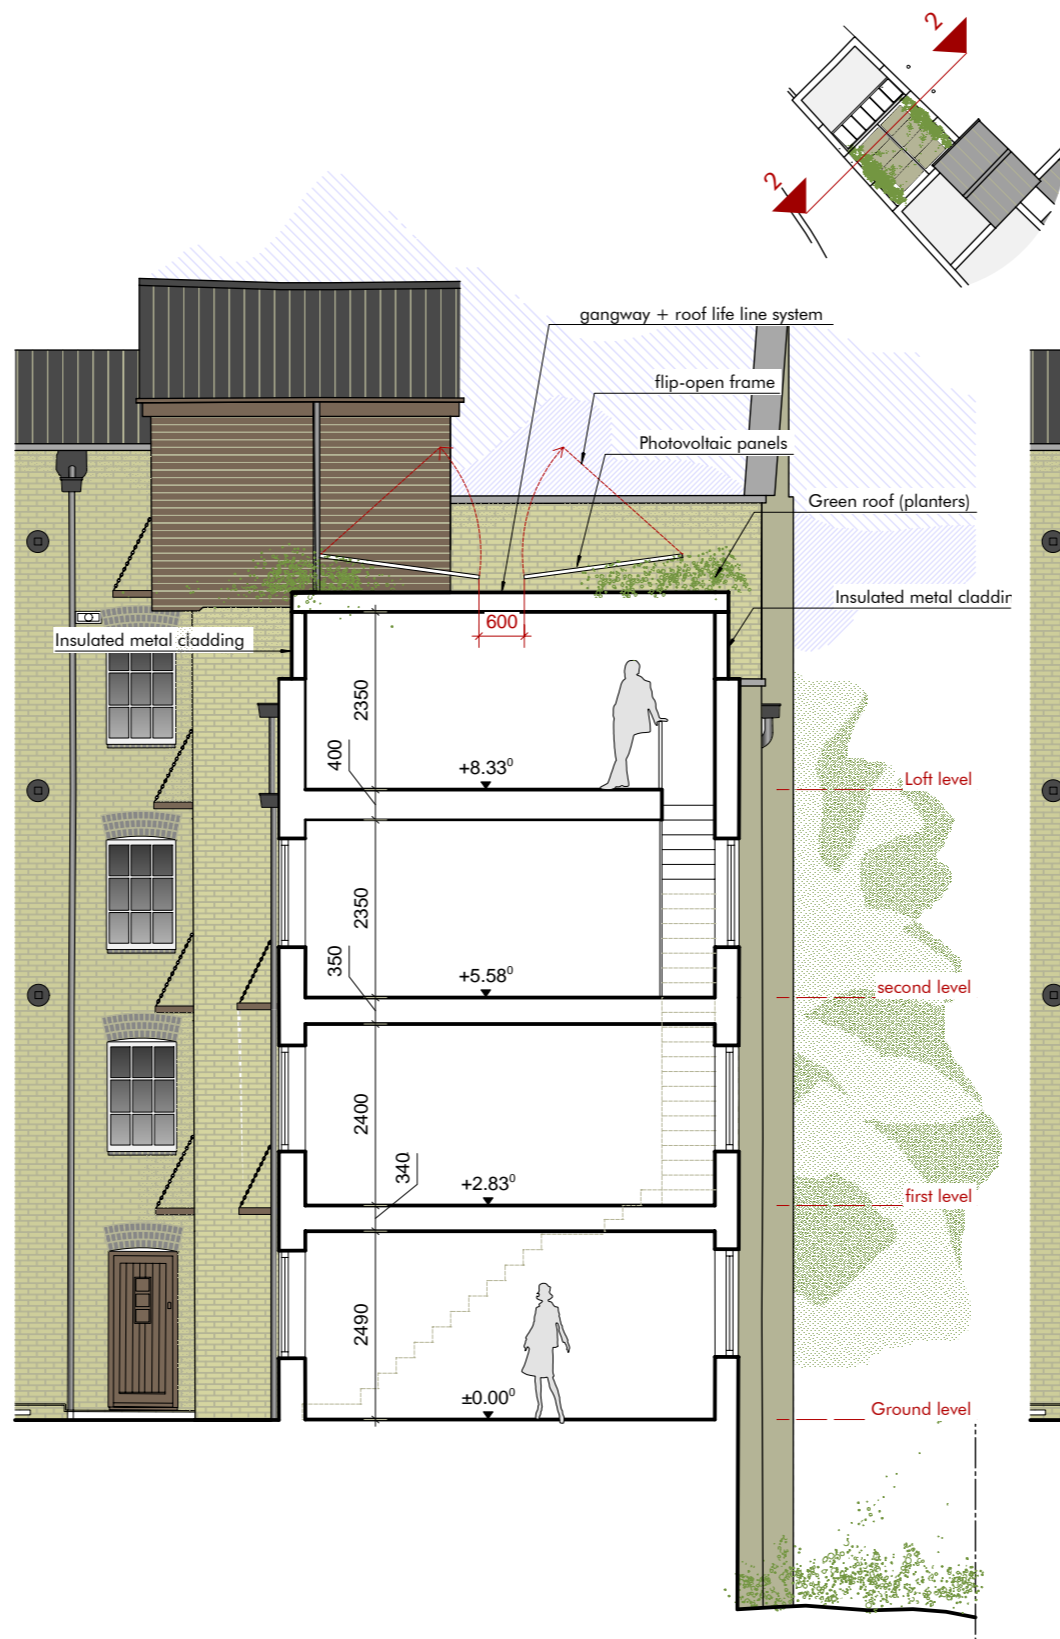 2
2
gangway + roof life line system
flip-open frame
Photovoltaic panels
Green roof (planters)
Insulated metal claddin
Insulated metal cladding
600
2350
400
+8.33⁰
Loft level
2350
350
+5.58⁰
second level
2400
340
+2.83⁰
first level
2490
±0.00⁰
Ground level